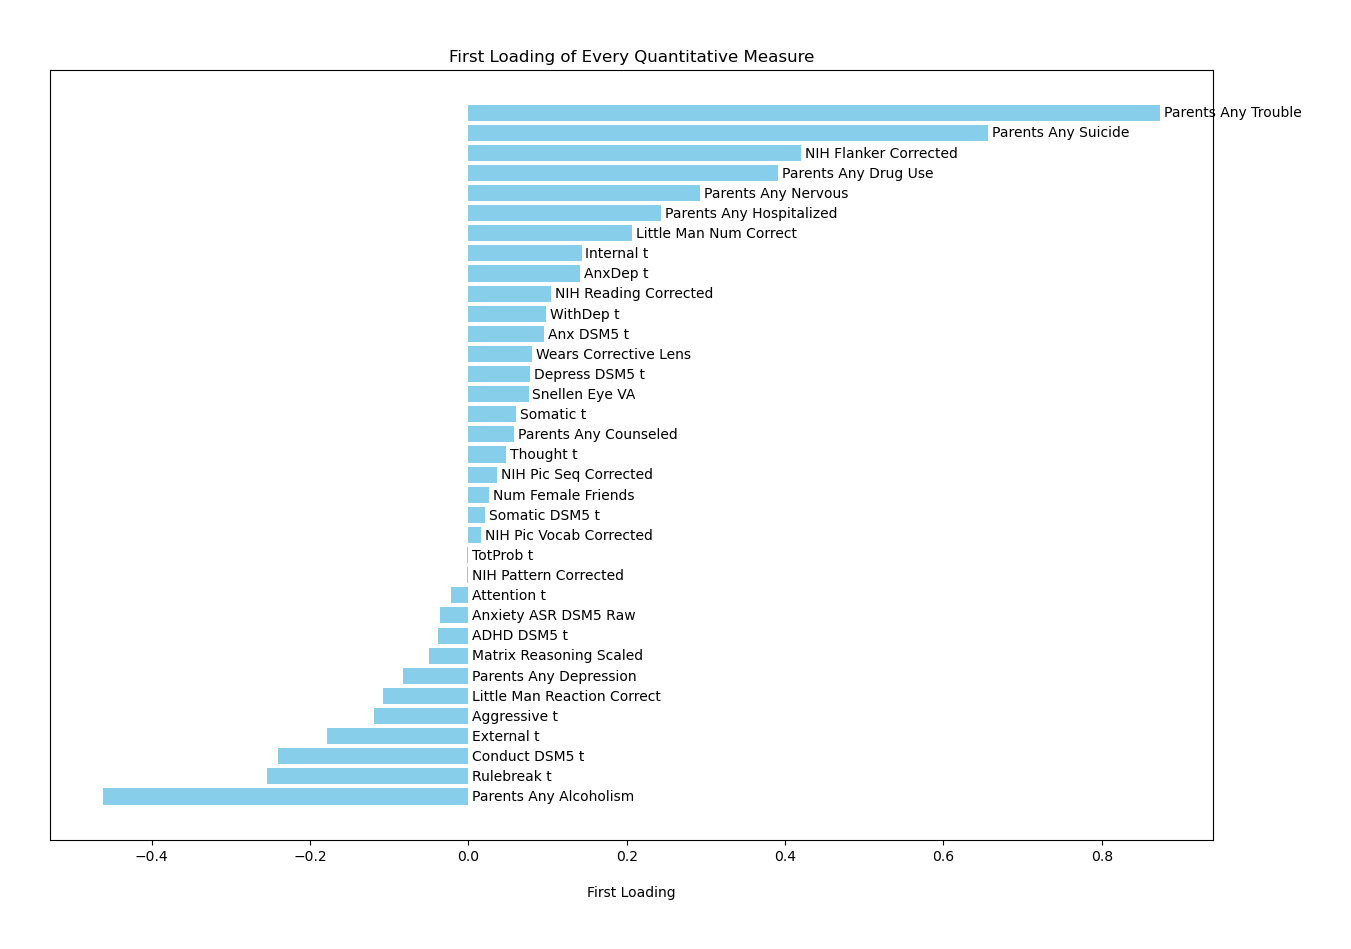 First Loading of Every Quantitative Measure
Parents Any Trouble
Parents Any Suicide
NIH Flanker Corrected
Parents Any Drug Use
Parents Any Nervous
Parents Any Hospitalized
Little Man Num Correct
Internal t
AnxDep t
NIH Reading Corrected
WithDep t
Anx DSM5 t
Wears Corrective Lens
Depress DSM5 t
Snellen Eye VA
Somatic t
Parents Any Counseled
Thought t
NIH Pic Seq Corrected
Num Female Friends
Somatic DSM5 t
NIH Pic Vocab Corrected
TotProb t
NIH Pattern Corrected
Attention t
Anxiety ASR DSM5 Raw
ADHD DSM5 t
Matrix Reasoning Scaled
Parents Any Depression
Little Man Reaction Correct
Aggressive t
External t
Conduct DSM5 t
Rulebreak t
Parents Any Alcoholism
−0.4 −0.2 0.0 0.2 0.4 0.6 0.8
First Loading